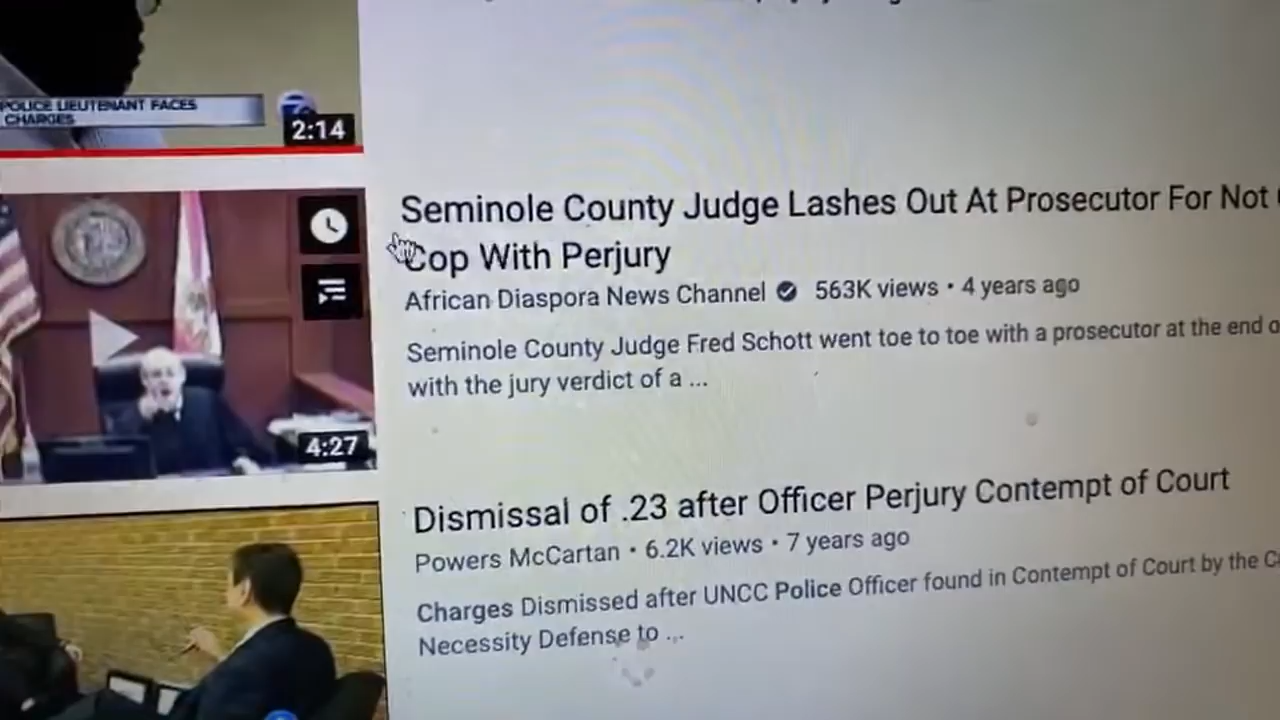 POLICE LIEUTENANT FACES
CHARGES
7
2:14
Seminole County Judge Lashes Out At Prosecutor For Not
Cop With Perjury
African Diaspora News Channel 563K views • 4 years ago
Seminole County Judge Fred Schott went toe to toe with a prosecutor at the end
with the jury verdict of a ...
4:27
Dismissal of .23 after Officer Perjury Contempt of Court
Powers McCartan • 6.2K views • 7 years ago
Charges Dismissed after UNCC Police Officer found in Contempt of Court by the
Necessity Defense to ...